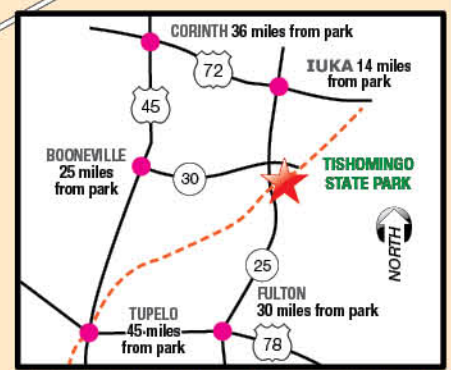 CORINTH 36 miles from park
72
IUKA 14 miles
from park
45
BOONEVILLE
25 miles
from park
30
TISHOMINGO
STATE PARK
NORTH
25
FULTON
30 miles from park
TUPELO
45 miles
from park
78